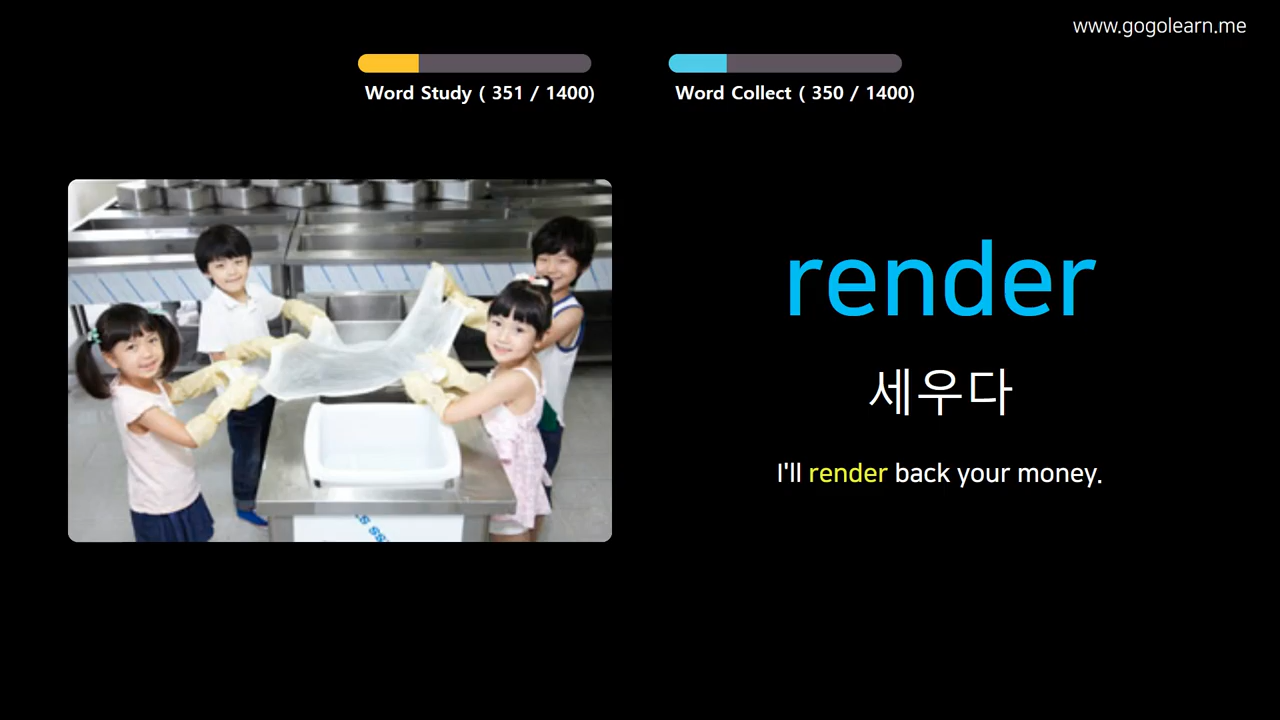 www.gogolearn.me
Word Study ( 351 / 1400)
Word Collect ( 350 / 1400)
render
세우다
I'll render back your money.